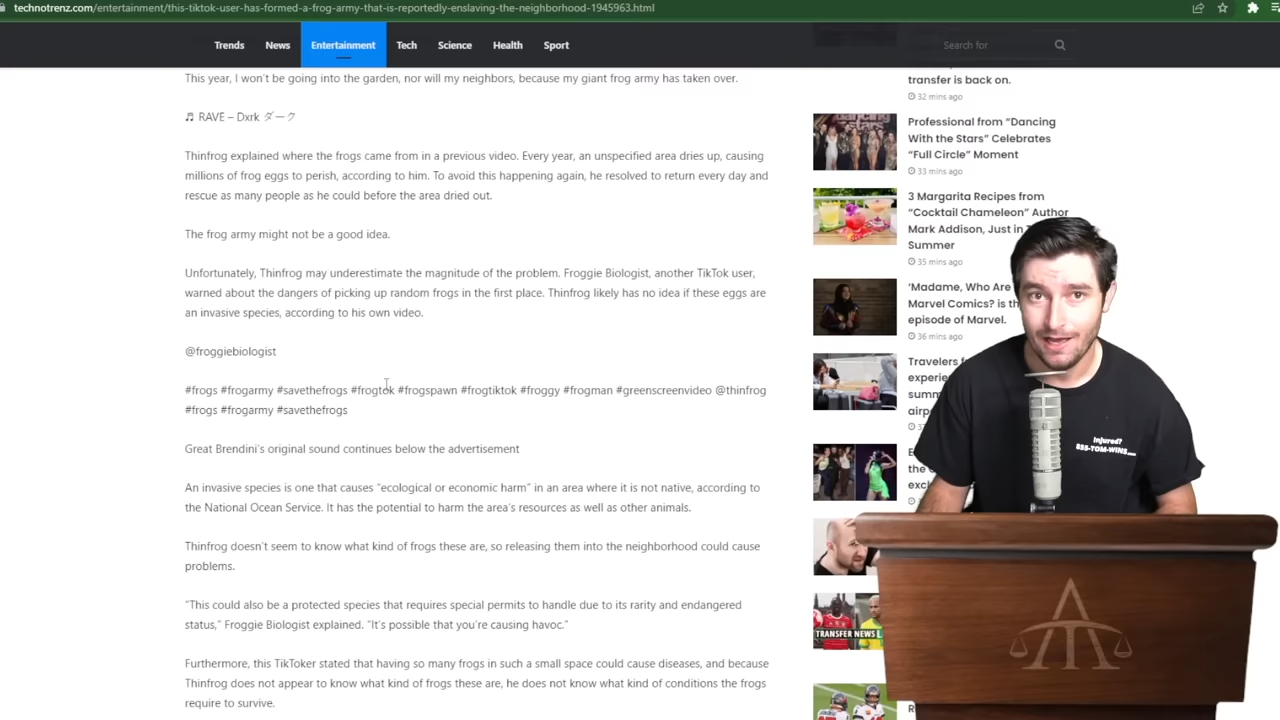 technotrenz.com/entertainment/this-tiktok-user-has-formed-a-frog-army-that-is-reportedly-enslaving-the-neighborhood-1945963.html
Trends News Entertainment Tech Science Health Sport Search for
This year, I won't be going into the garden, nor will my neighbors, because my giant frog army has taken over.
♬ RAVE – Dxrk ダーク
Thinfrog explained where the frogs came from in a previous video. Every year, an unspecified area dries up, causing
millions of frog eggs to perish, according to him. To avoid this happening again, he resolved to return every day and
rescue as many people as he could before the area dried out.
The frog army might not be a good idea.
Unfortunately, Thinfrog may underestimate the magnitude of the problem. Froggie Biologist, another TikTok user,
warned about the dangers of picking up random frogs in the first place. Thinfrog likely has no idea if these eggs are
an invasive species, according to his own video.
@froggiebiologist
#frogs #frogarmy #savethefrogs #frogtok #frogspawn #frogtiktok #froggy #frogman #greenscreenvideo @thinfrog
#frogs #frogarmy #savethefrogs
Great Brendini's original sound continues below the advertisement
An invasive species is one that causes "ecological or economic harm" in an area where it is not native, according to
the National Ocean Service. It has the potential to harm the area's resources as well as other animals.
Thinfrog doesn't seem to know what kind of frogs these are, so releasing them into the neighborhood could cause
problems.
"This could also be a protected species that requires special permits to handle due to its rarity and endangered
status," Froggie Biologist explained. "It's possible that you're causing havoc."
Furthermore, this TikToker stated that having so many frogs in such a small space could cause diseases, and because
Thinfrog does not appear to know what kind of frogs these are, he does not know what kind of conditions the frogs
require to survive.
transfer is back on.
32 mins ago
Professional from "Dancing
With the Stars" Celebrates
"Full Circle" Moment
33 mins ago
3 Margarita Recipes from
"Cocktail Chameleon" Author
Mark Addison, Just in
Summer
35 mins ago
'Madame, Who Are
Marvel Comics? is th
episode of Marvel.
36 mins ago
Travelers
experie
summ
airp
TRANSFER NEWS
Injured?
855-TOM-WINS